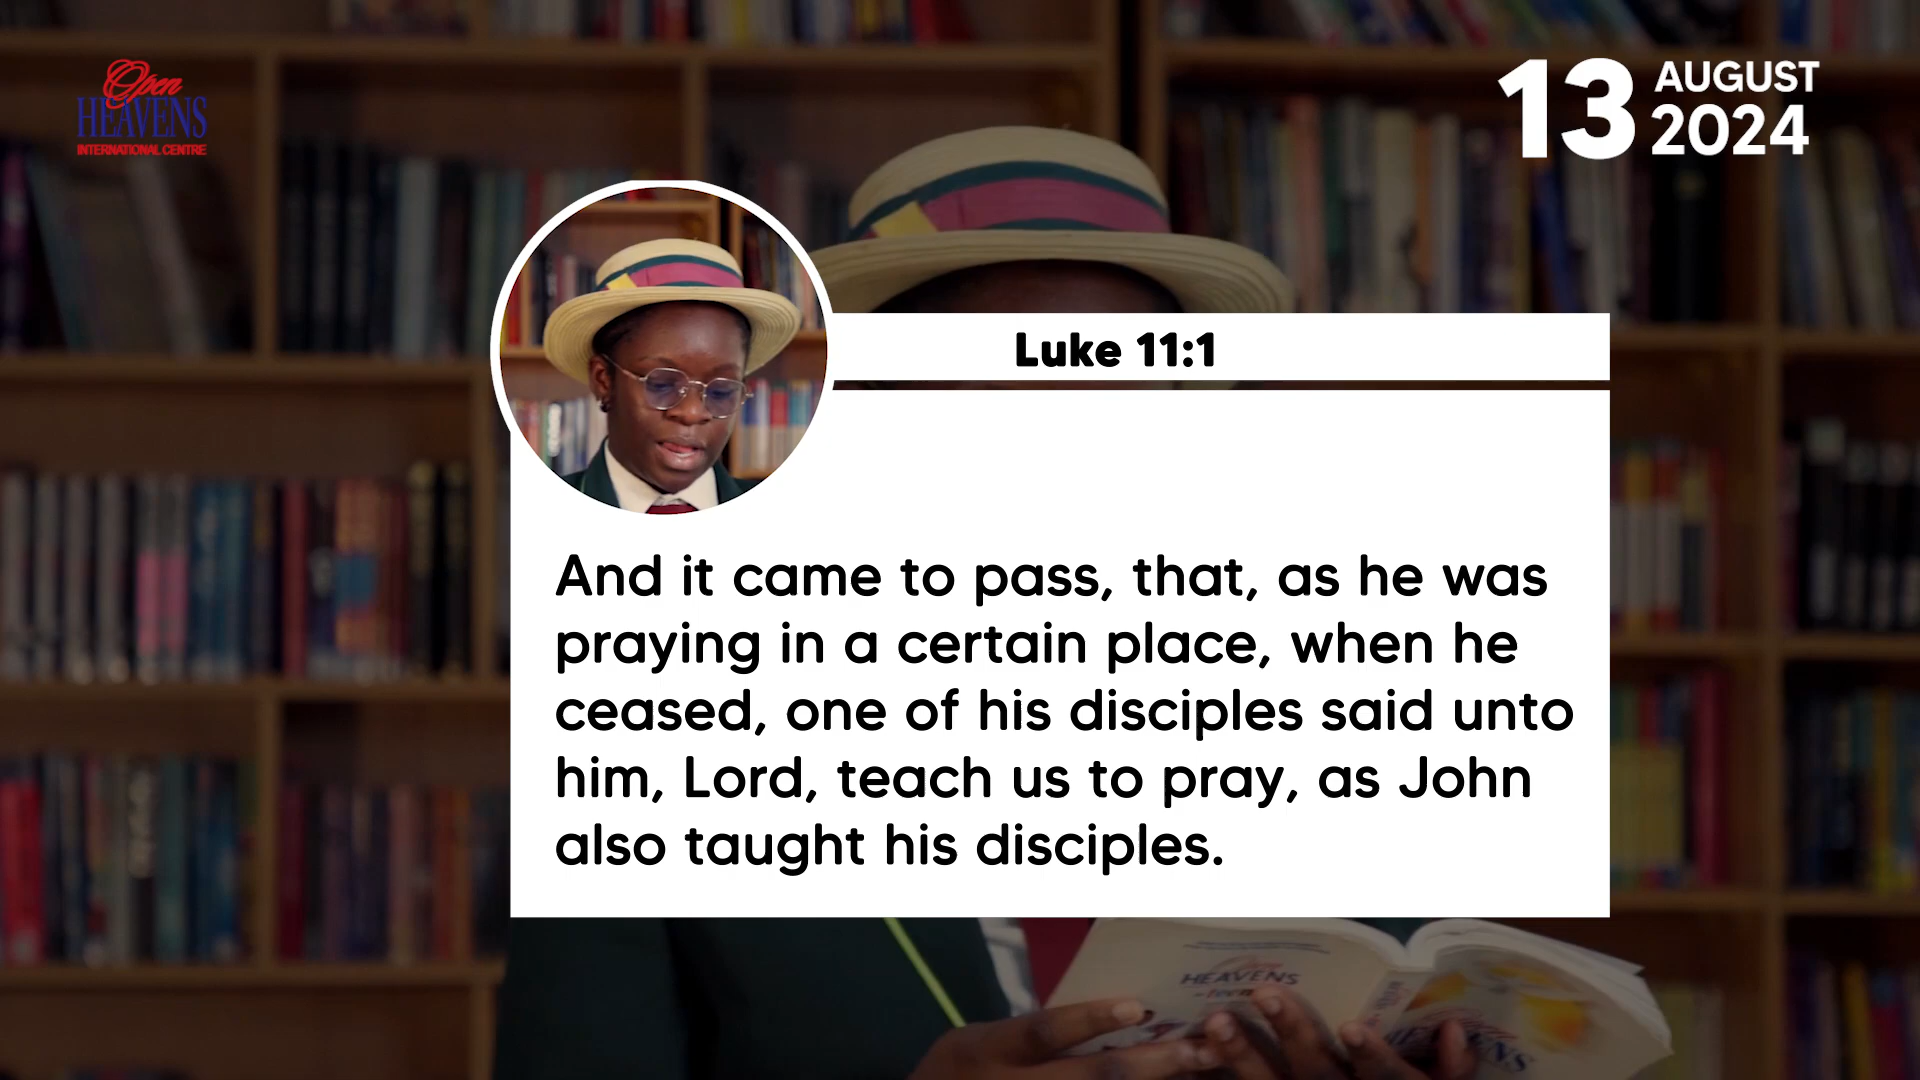 Open
HEAVENS
INTERNATIONAL CENTRE
13
AUGUST
2024
Luke 11:1
And it came to pass, that, as he was
praying in a certain place, when he
ceased, one of his disciples said unto
him, Lord, teach us to pray, as John
also taught his disciples.
Open
HEAVENS